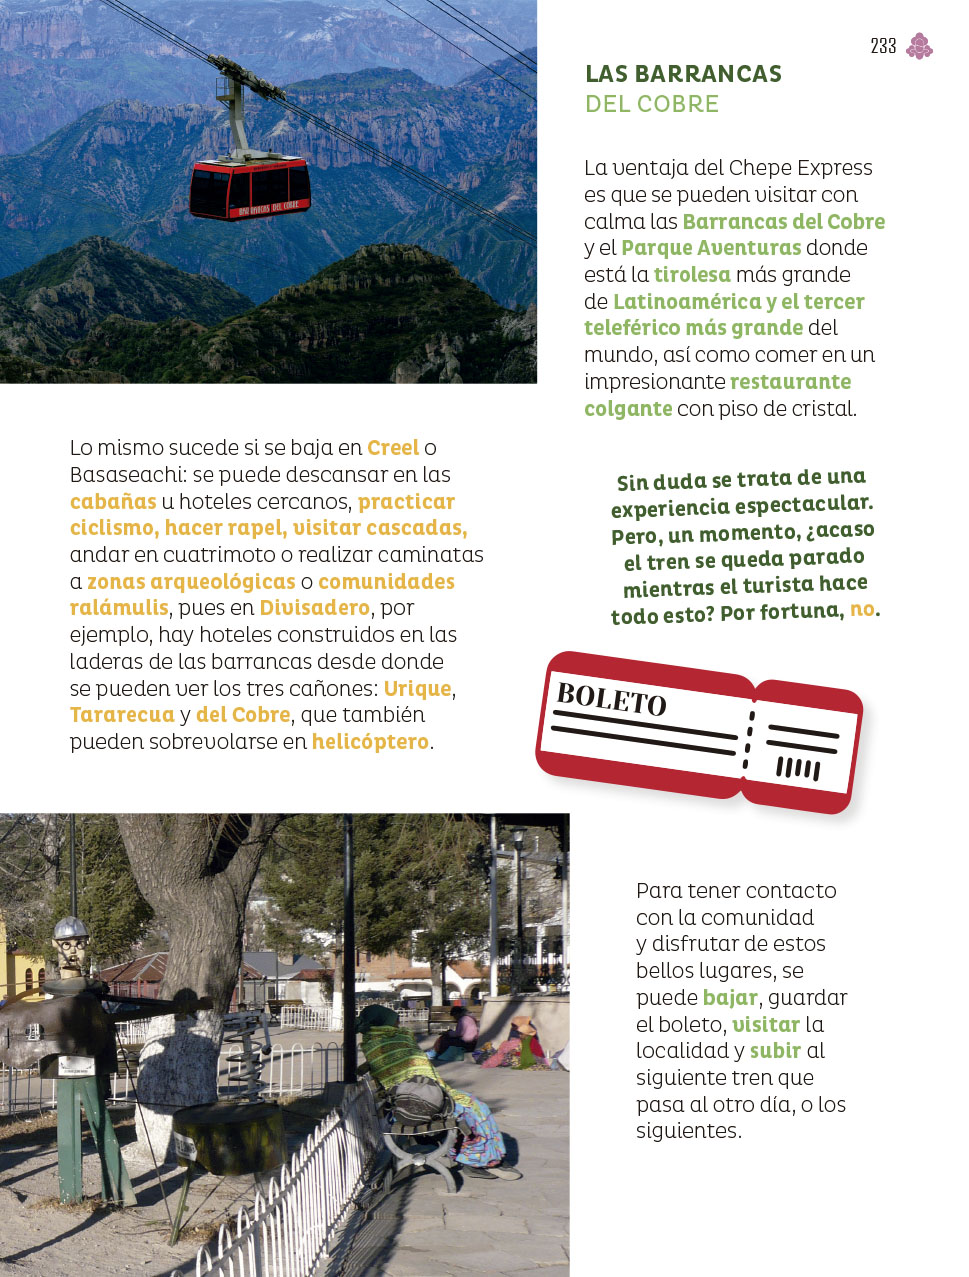 233
LAS BARRANCAS
DEL COBRE
La ventaja del Chepe Express
es que se pueden visitar con
calma las Barrancas del Cobre
y el Parque Aventuras donde
está la tirolesa más grande
de Latinoamérica y el tercer
teleférico más grande del
mundo, así como comer en un
impresionante restaurante
colgante con piso de cristal.
BARRANCAS DEL COBRE
Lo mismo sucede si se baja en Creel o
Basaseachi: se puede descansar en las
cabañas u hoteles cercanos, practicar
ciclismo, hacer rapel, visitar cascadas,
andar en cuatrimoto o realizar caminatas
a zonas arqueológicas o comunidades
ralámulis, pues en Divisadero, por
ejemplo, hay hoteles construidos en las
laderas de las barrancas desde donde
se pueden ver los tres cañones: Urique,
Tararecua y del Cobre, que también
pueden sobrevolarse en helicóptero.
Sin duda se trata de una
experiencia espectacular.
Pero, un momento, ¿acaso
el tren se queda parado
mientras el turista hace
todo esto? Por fortuna, no.
BOLETO
Para tener contacto
con la comunidad
y disfrutar de estos
bellos lugares, se
puede bajar, guardar
el boleto, visitar la
localidad y subir al
siguiente tren que
pasa al otro día, o los
siguientes.